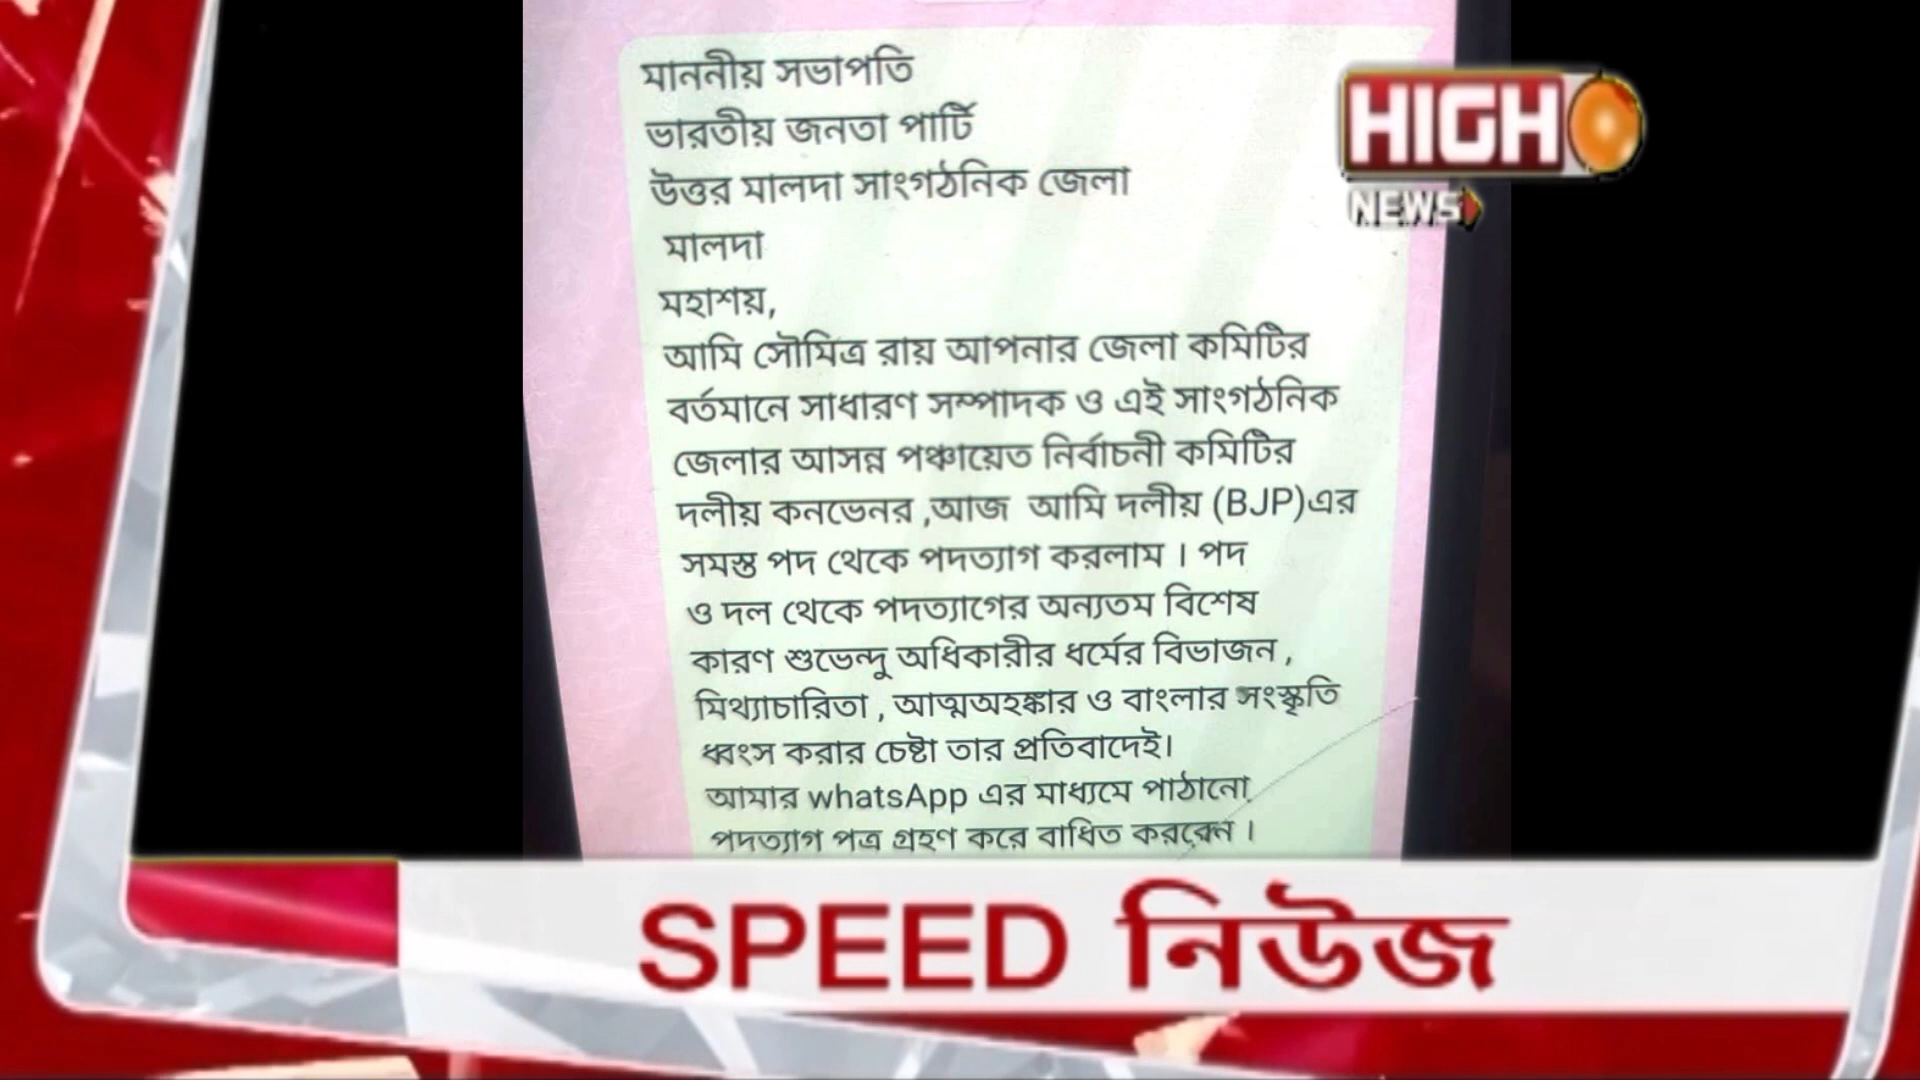 মাননীয় সভাপতি
ভারতীয় জনতা পার্টি
উত্তর মালদা সাংগঠনিক জেলা
মালদা
মহাশয়,
আমি সৌমিত্র রায় আপনার জেলা কমিটির
বর্তমানে সাধারণ সম্পাদক ও এই সাংগঠনিক
জেলার আসন্ন পঞ্চায়েত নির্বাচনী কমিটির
দলীয় কনভেনর ,আজ আমি দলীয় (BJP)এর
সমস্ত পদ থেকে পদত্যাগ করলাম । পদ
ও দল থেকে পদত্যাগের অন্যতম বিশেষ
কারণ শুভেন্দু অধিকারীর ধর্মের বিভাজন ,
মিথ্যাচারিতা , আত্মঅহঙ্কার ও বাংলার সংস্কৃতি
ধ্বংস করার চেষ্টা তার প্রতিবাদেই।
আমার whatsApp এর মাধ্যমে পাঠানো
পদত্যাগ পত্র গ্রহণ করে বাধিত করবেন ।
HIGH
NEWS
SPEED নিউজ